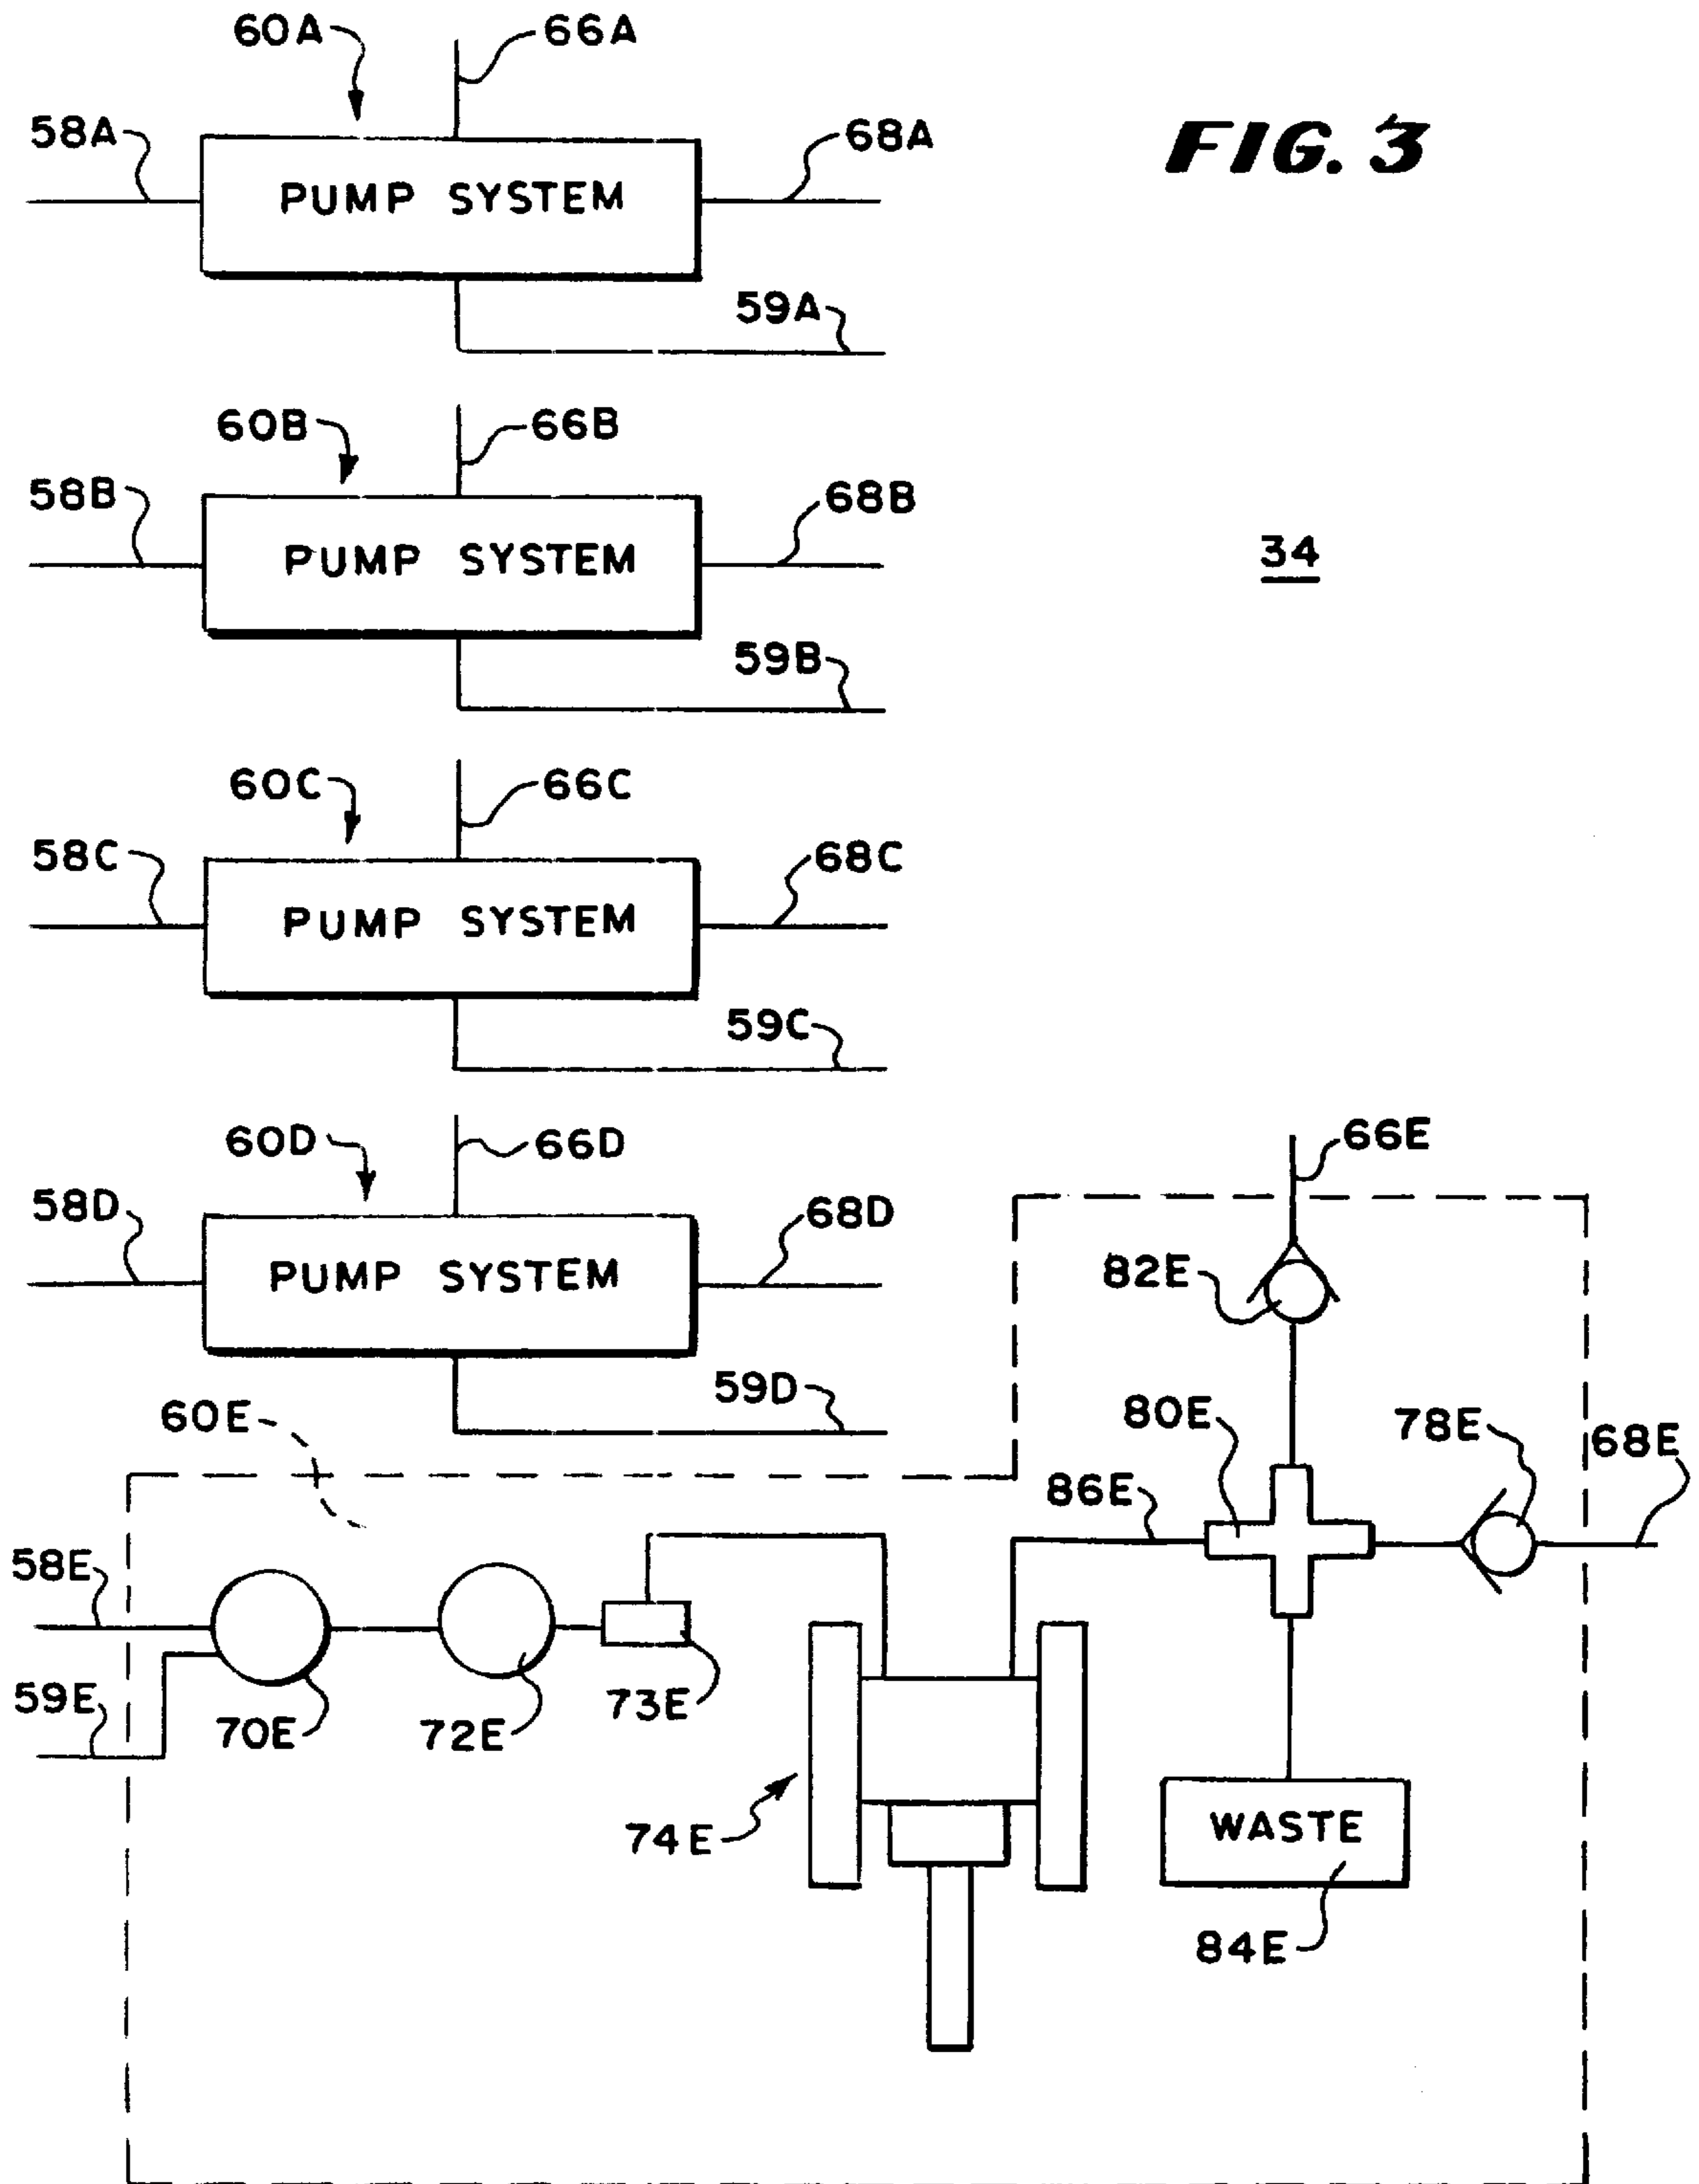 60A 66A
58A 68A
FIG. 3
PUMP SYSTEM
59A
60B 66B
58B 68B
PUMP SYSTEM
34
59B
60C 66C
58C 68C
PUMP SYSTEM
59C
60D 66D
66E
58D 68D
PUMP SYSTEM
82E
59D
60E
80E 78E 68E
86E
58E
59E
70E 72E 73E
74E
WASTE
84E